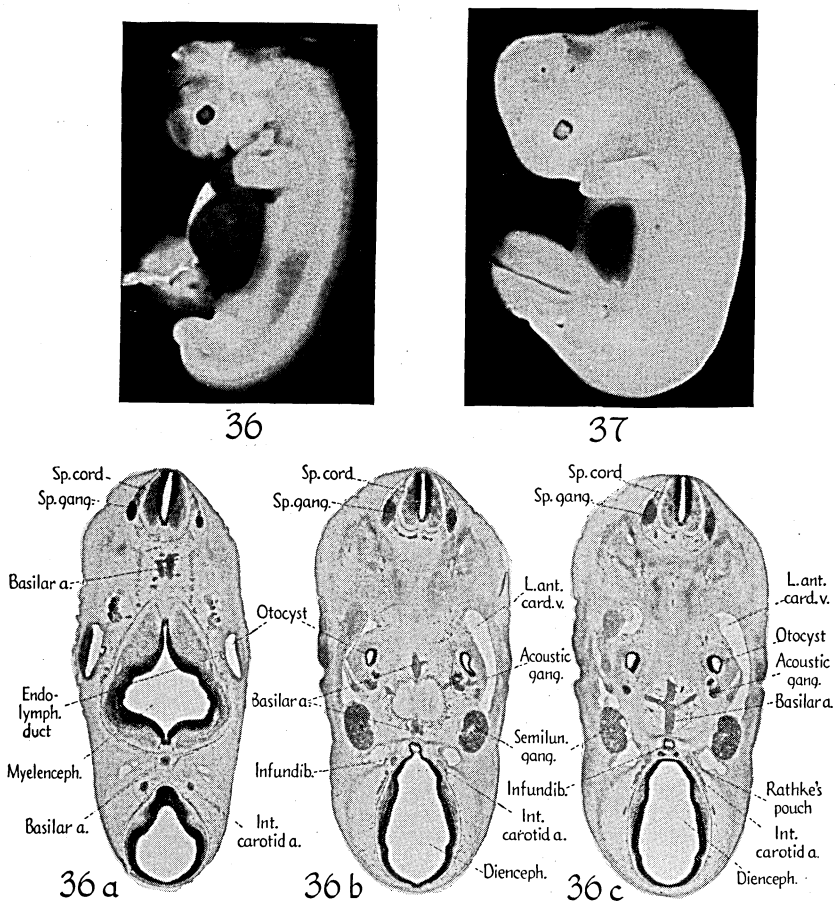 36
37
Sp. cord
Sp. gang.
Basilar a.
Endo-
lymph.
duct
Myelenceph.
Basilar a.
Otocyst
Int.
carotid a.
36 a
Sp. cord
Sp. gang.
Basilar a.
Infundib.
L. ant.
card. v.
Acoustic
gang.
Semilun.
gang.
Int.
carotid a.
Dienceph.
36 b
Sp. cord
Sp. gang.
Infundib.
L. ant.
card. v.
Otocyst
Acoustic
gang.
Basilar a.
Rathke's
pouch
Int.
carotid a.
Dienceph.
36 c